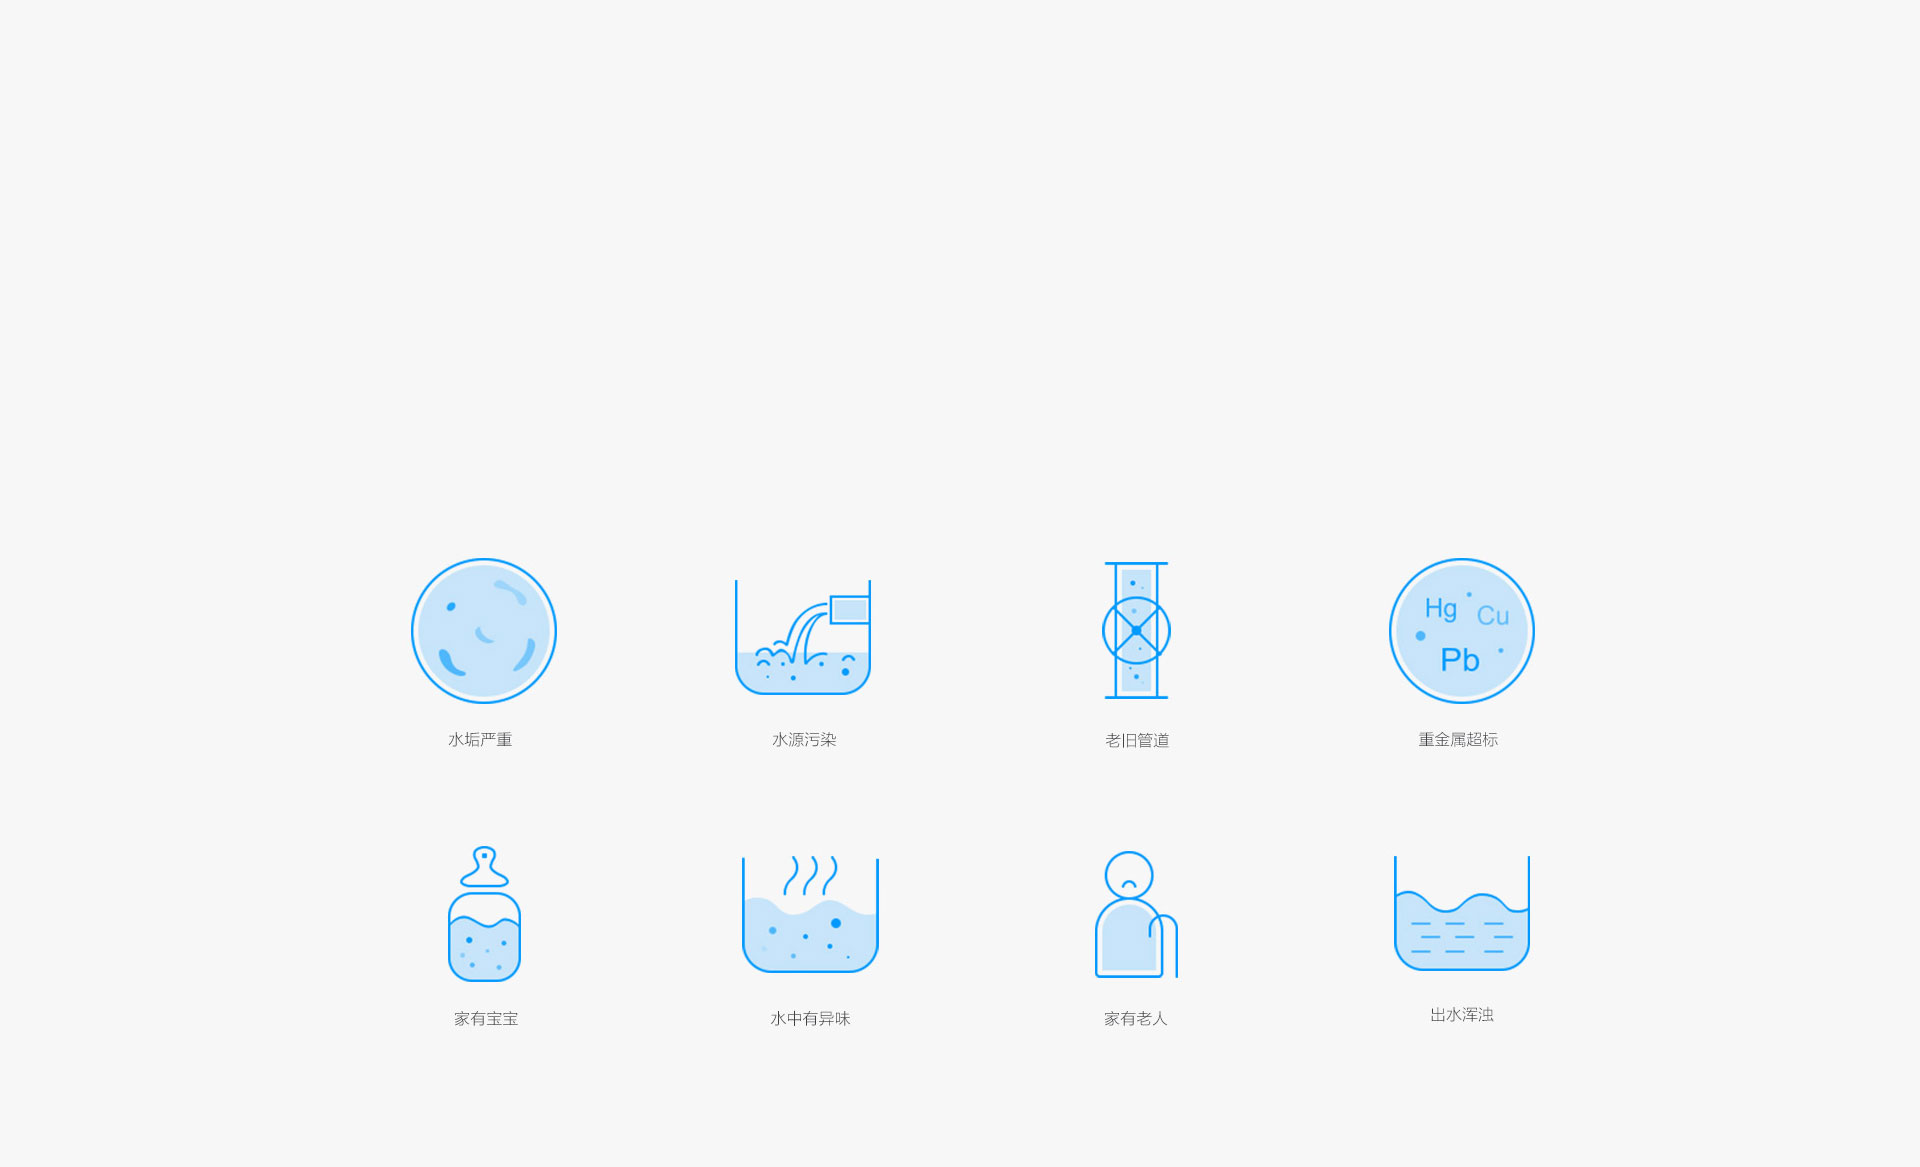 Hg
Cu
Pb
水垢严重
水源污染
老旧管道
重金属超标
家有宝宝
水中有异味
家有老人
出水浑浊